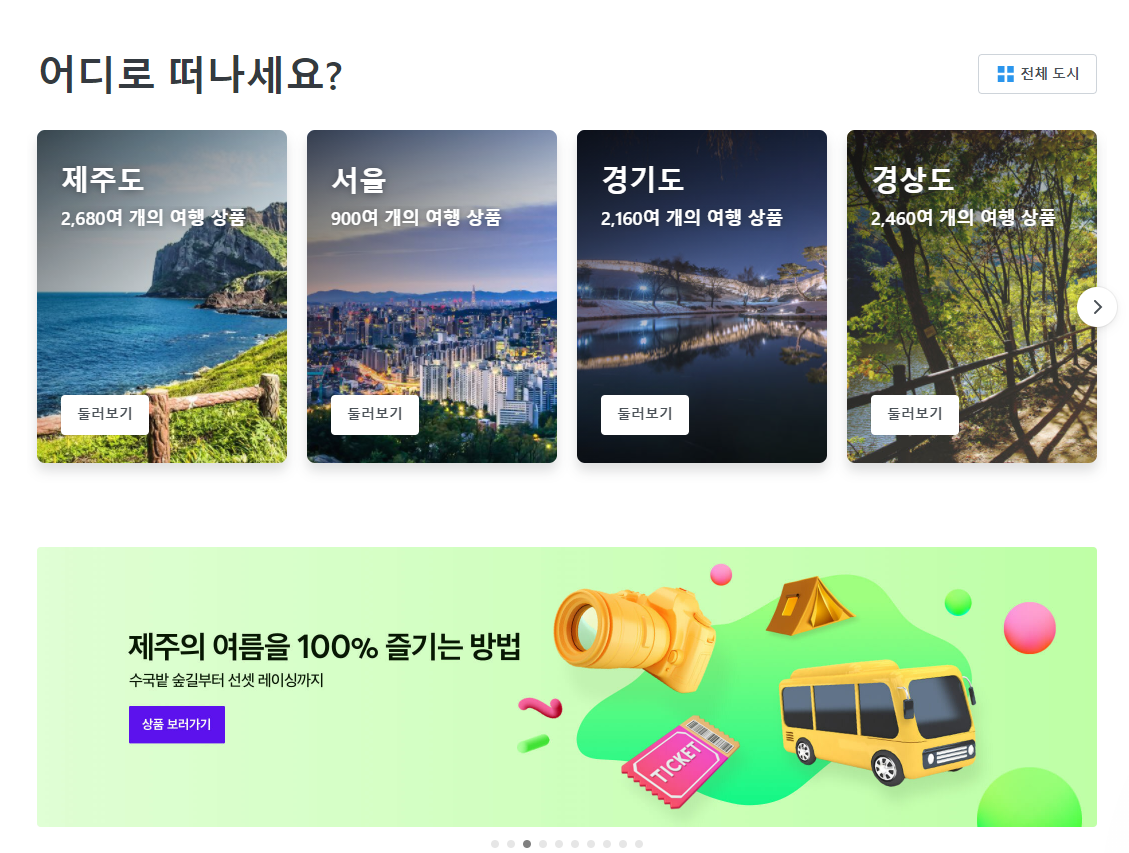 어디로 떠나세요?
전체 도시
제주도
2,680여 개의 여행 상품
둘러보기
서울
900여 개의 여행 상품
둘러보기
경기도
2,160여 개의 여행 상품
둘러보기
경상도
2,460여 개의 여행 상품
둘러보기
제주의 여름을 100% 즐기는 방법
수국밭 숲길부터 선셋 레이싱까지
상품 보러가기
TICKET